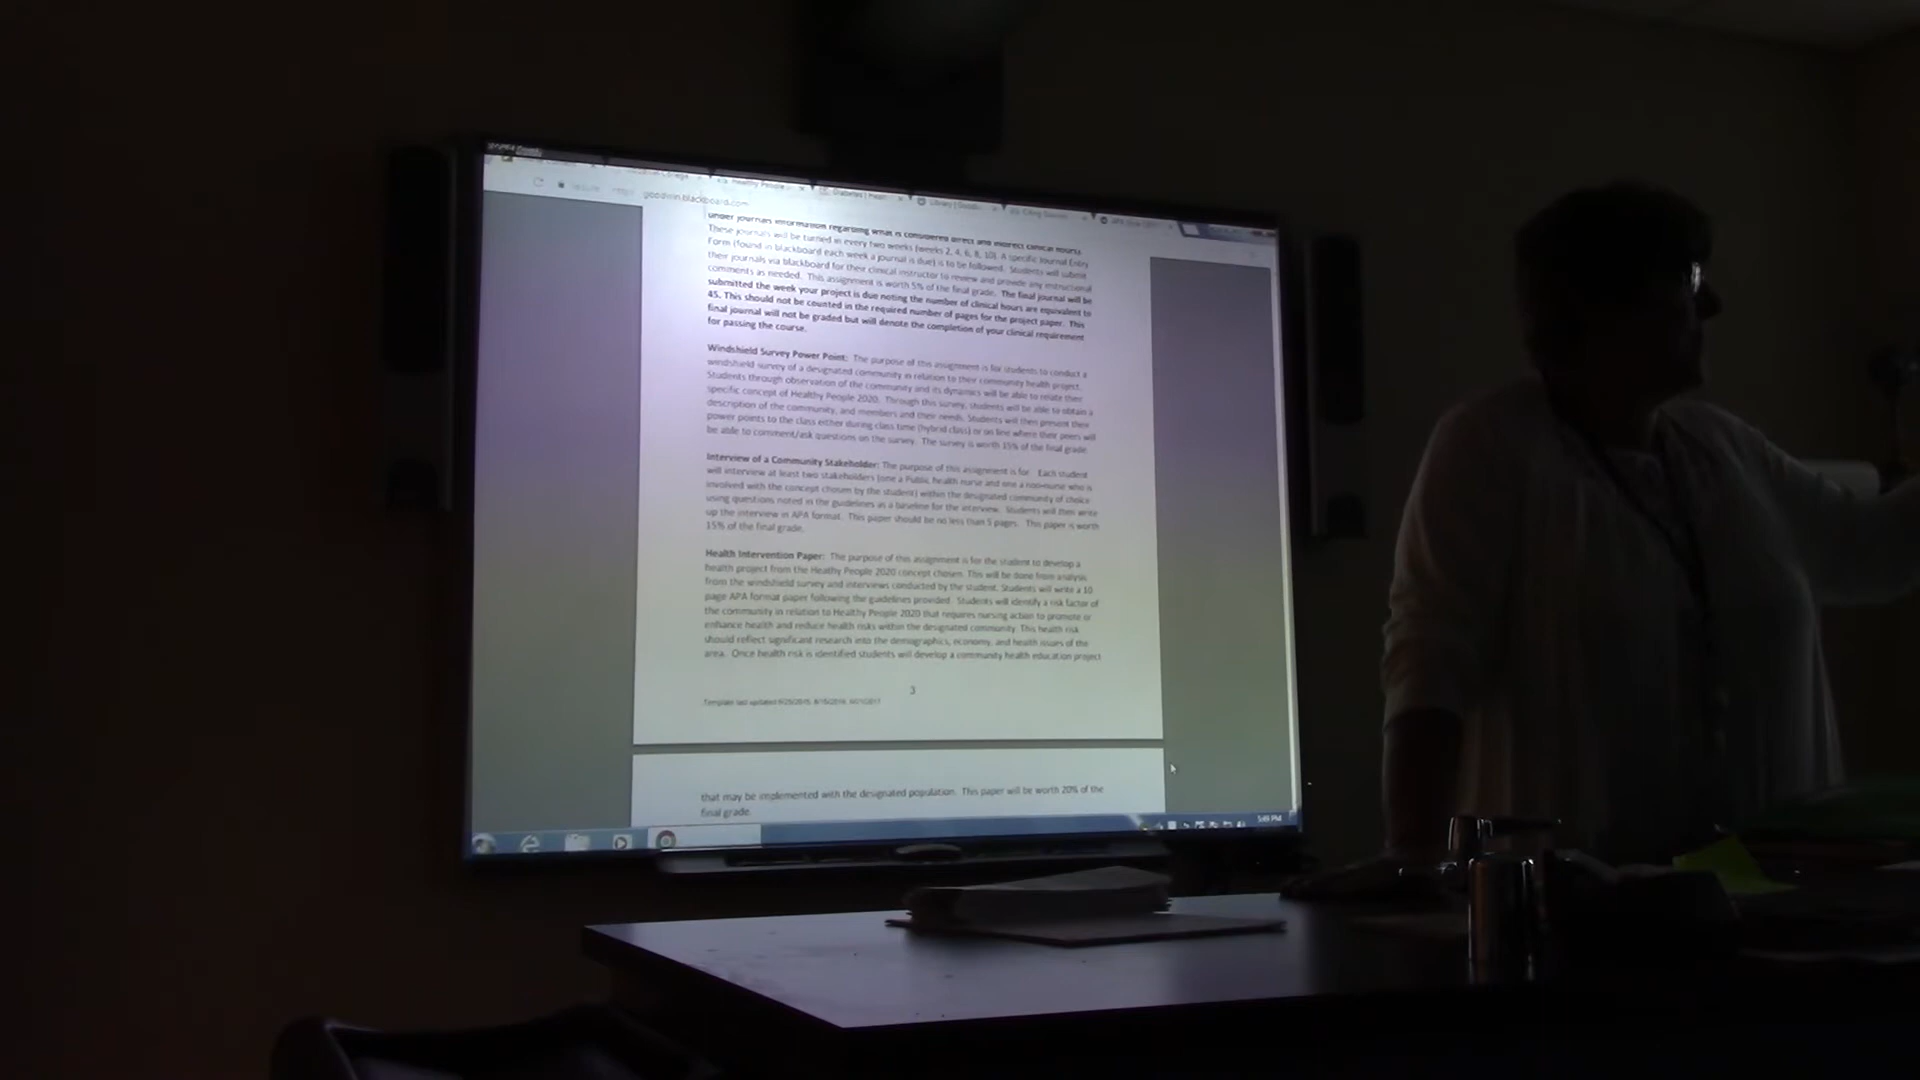 Healthy People
Diabetes | Healt
Library | Goodw
Citing Sources
goodwin.blackboard.com
under journals information regarding what is considered direct and indirect clinical hours.
These journals will be turned in every two weeks (weeks 2, 4, 6, 8, 10). A specific Journal Entry
Form (found in blackboard each week a journal is due) is to be followed. Students will submit
their journals via blackboard for their clinical instructor to review and provide any instructional
comments as needed. This assignment is worth 5% of the final grade. The final journal will be
submitted the week your project is due noting the number of clinical hours are equivalent to
45. This should not be counted in the required number of pages for the project paper. This
final journal will not be graded but will denote the completion of your clinical requirement
for passing the course.
Windshield Survey Power Point: The purpose of this assignment is for students to conduct a
windshield survey of a designated community in relation to their community health project.
Students through observation of the community and its dynamics will be able to relate their
specific concept of Healthy People 2020. Through this survey, students will be able to obtain a
description of the community, and members and their needs. Students will then present their
power points to the class either during class time (hybrid class) or on line where their peers will
be able to comment/ask questions on the survey. The survey is worth 15% of the final grade
Interview of a Community Stakeholder: The purpose of this assignment is for Each student
will interview at least two stakeholders (one a Public health nurse and one a non-nurse who is
involved with the concept chosen by the student) within the designated community of choice
using questions noted in the guidelines as a baseline for the interview. Students will then write
up the interview in APA format. This paper should be no less than 5 pages. This paper is worth
15% of the final grade.
Health Intervention Paper: The purpose of this assignment is for the student to develop a
health project from the Healthy People 2020 concept chosen. This will be done from analysis
from the windshield survey and interviews conducted by the student. Students will write a 10
page APA format paper following the guidelines provided. Students will identify a risk factor of
the community in relation to Healthy People 2020 that requires nursing action to promote or
enhance health and reduce health risks within the designated community. This health risk
should reflect significant research into the demographics, economy, and health issues of the
area. Once health risk is identified students will develop a community health education project
3
Template last updated
that may be implemented with the designated population. This paper will be worth 20% of the
final grade.
5:49 PM